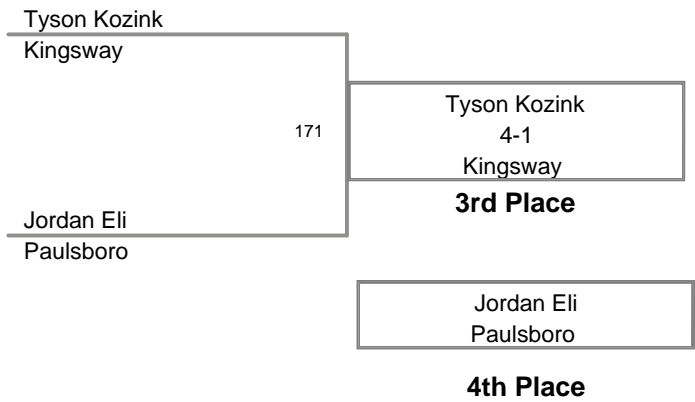 Tyson Kozink
Kingsway
171
Tyson Kozink
4-1
Kingsway
3rd Place
Jordan Eli
Paulsboro
Jordan Eli
Paulsboro
4th Place